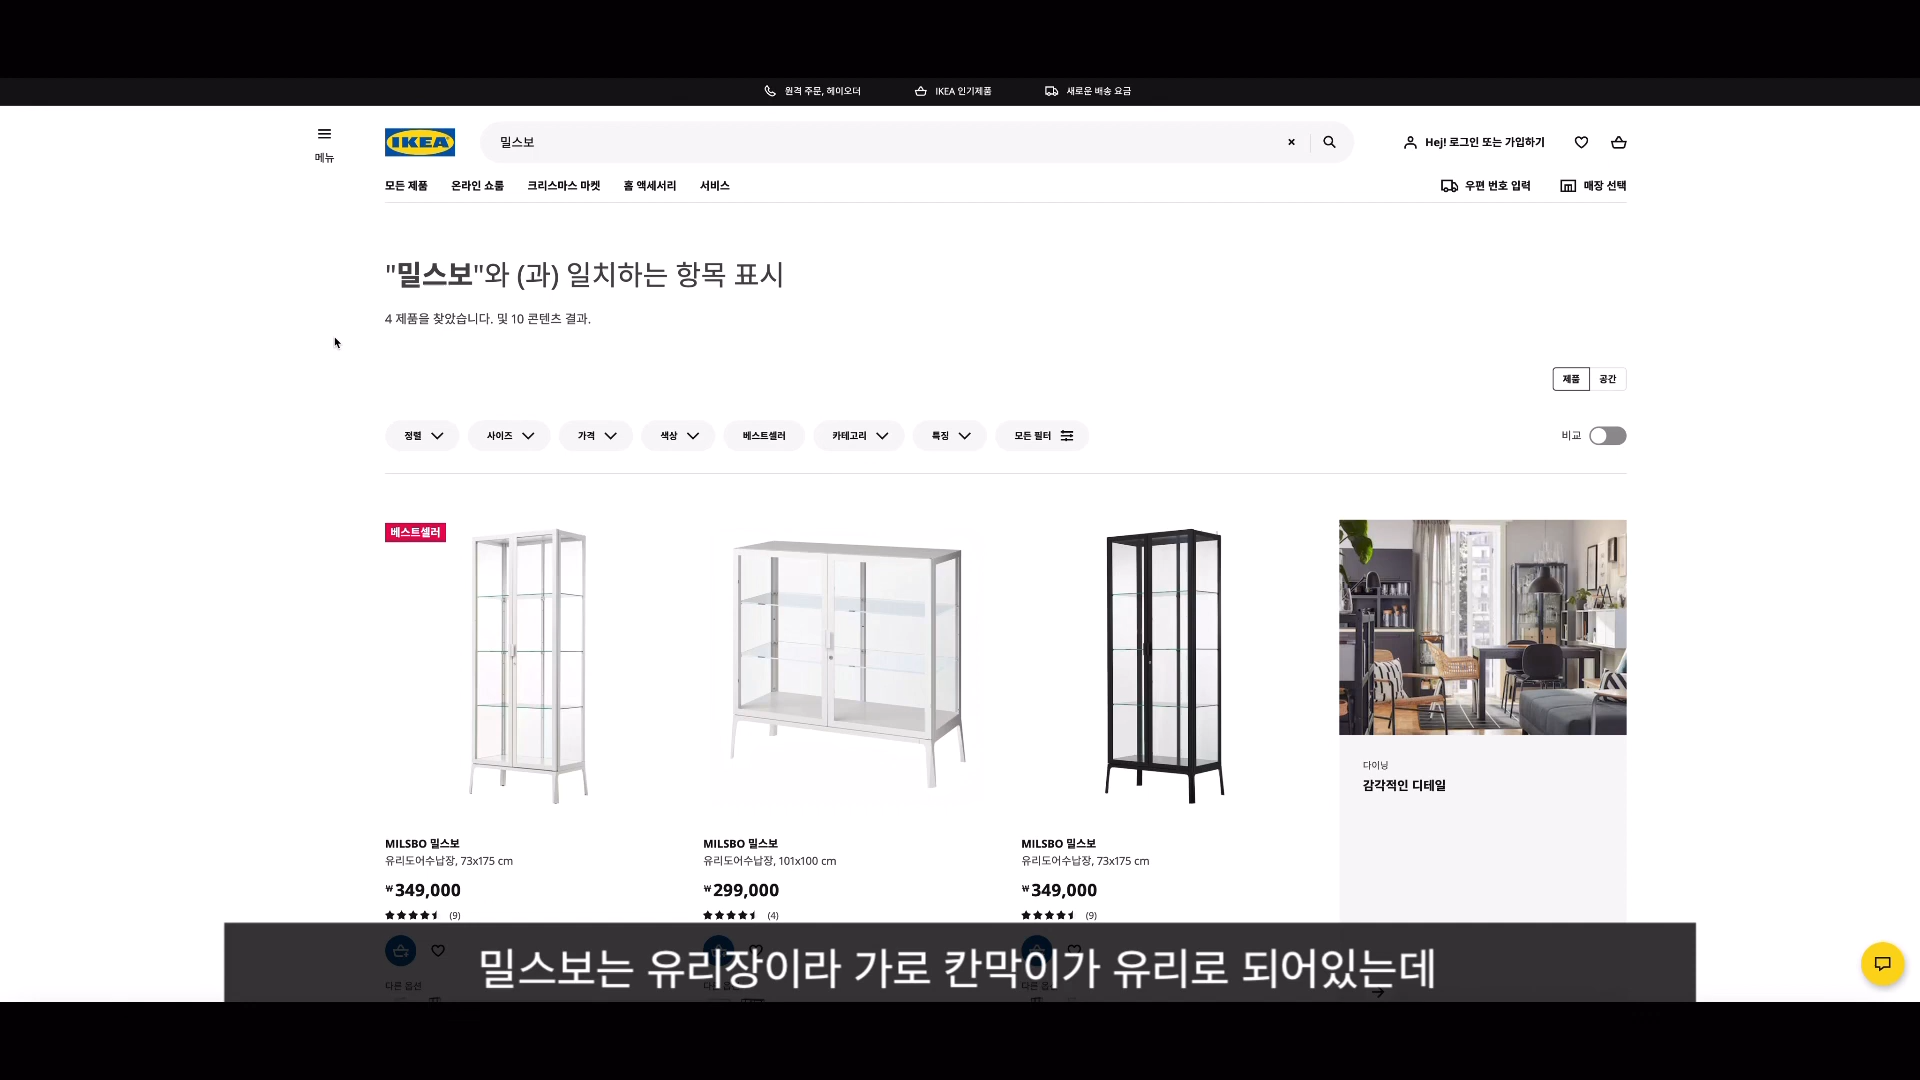 원격 주문, 헤이오더
IKEA 인기제품
새로운 배송 요금
메뉴
IKEA
밀스보
Hej! 로그인 또는 가입하기
모든 제품
온라인 쇼룸
크리스마스 마켓
홈 액세서리
서비스
우편 번호 입력
매장 선택
"밀스보"와 (과) 일치하는 항목 표시
4 제품을 찾았습니다. 및 10 콘텐츠 결과.
제품
공간
정렬
사이즈
가격
색상
베스트셀러
카테고리
특징
모든 필터
비교
베스트셀러
다이닝
감각적인 디테일
MILSBO 밀스보
유리도어수납장, 73x175 cm
₩349,000
(9)
MILSBO 밀스보
유리도어수납장, 101x100 cm
₩299,000
(4)
MILSBO 밀스보
유리도어수납장, 73x175 cm
₩349,000
(9)
밀스보는 유리장이라 가로 칸막이가 유리로 되어있는데
다른 옵션